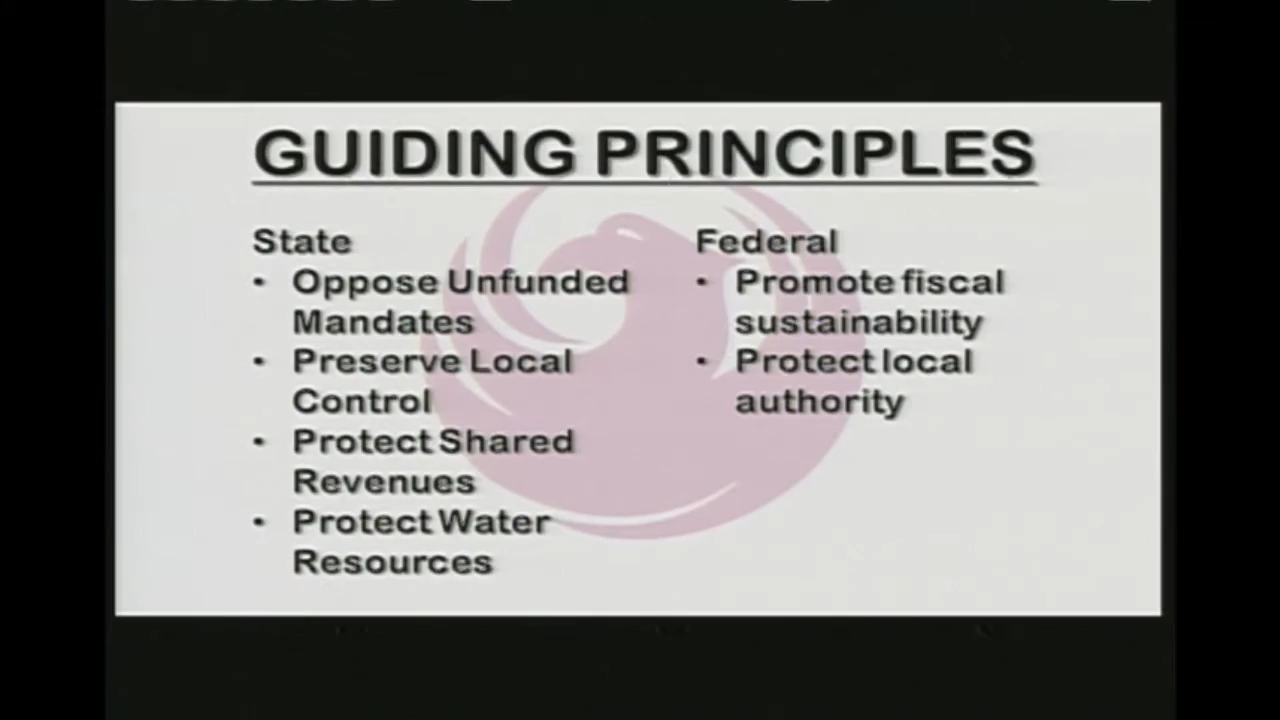 GUIDING PRINCIPLES
State
• Oppose Unfunded
Mandates
• Preserve Local
Control
• Protect Shared
Revenues
• Protect Water
Resources
Federal
• Promote fiscal
sustainability
• Protect local
authority